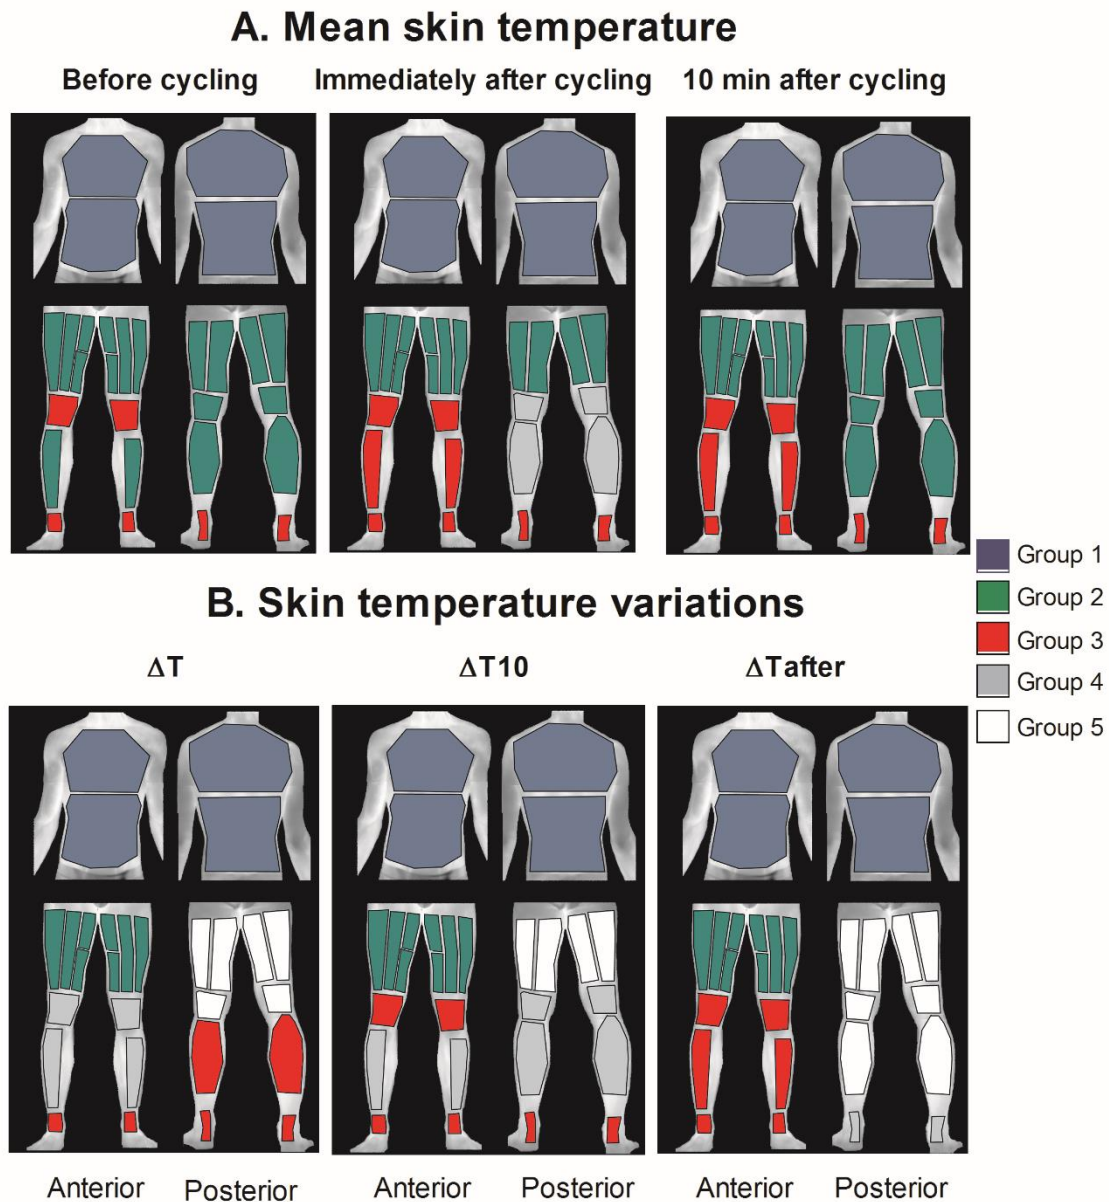 A. Mean skin temperature
Before cycling
Immediately after cycling
10 min after cycling
Group 1
Group 2
Group 3
Group 4
Group 5
B. Skin temperature variations
ΔT
ΔT10
ΔTafter
Anterior
Posterior
Anterior
Posterior
Anterior
Posterior